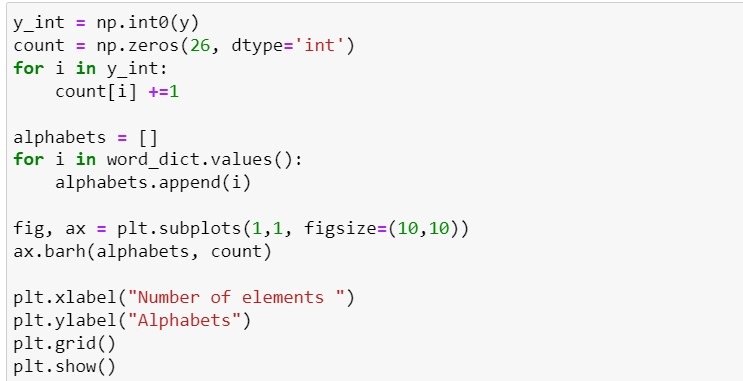 y_int = np.int0(y)
count = np.zeros(26, dtype='int')
for i in y_int:
    count[i] +=1

alphabets = []
for i in word_dict.values():
    alphabets.append(i)

fig, ax = plt.subplots(1,1, figsize=(10,10))
ax.barh(alphabets, count)

plt.xlabel("Number of elements ")
plt.ylabel("Alphabets")
plt.grid()
plt.show()